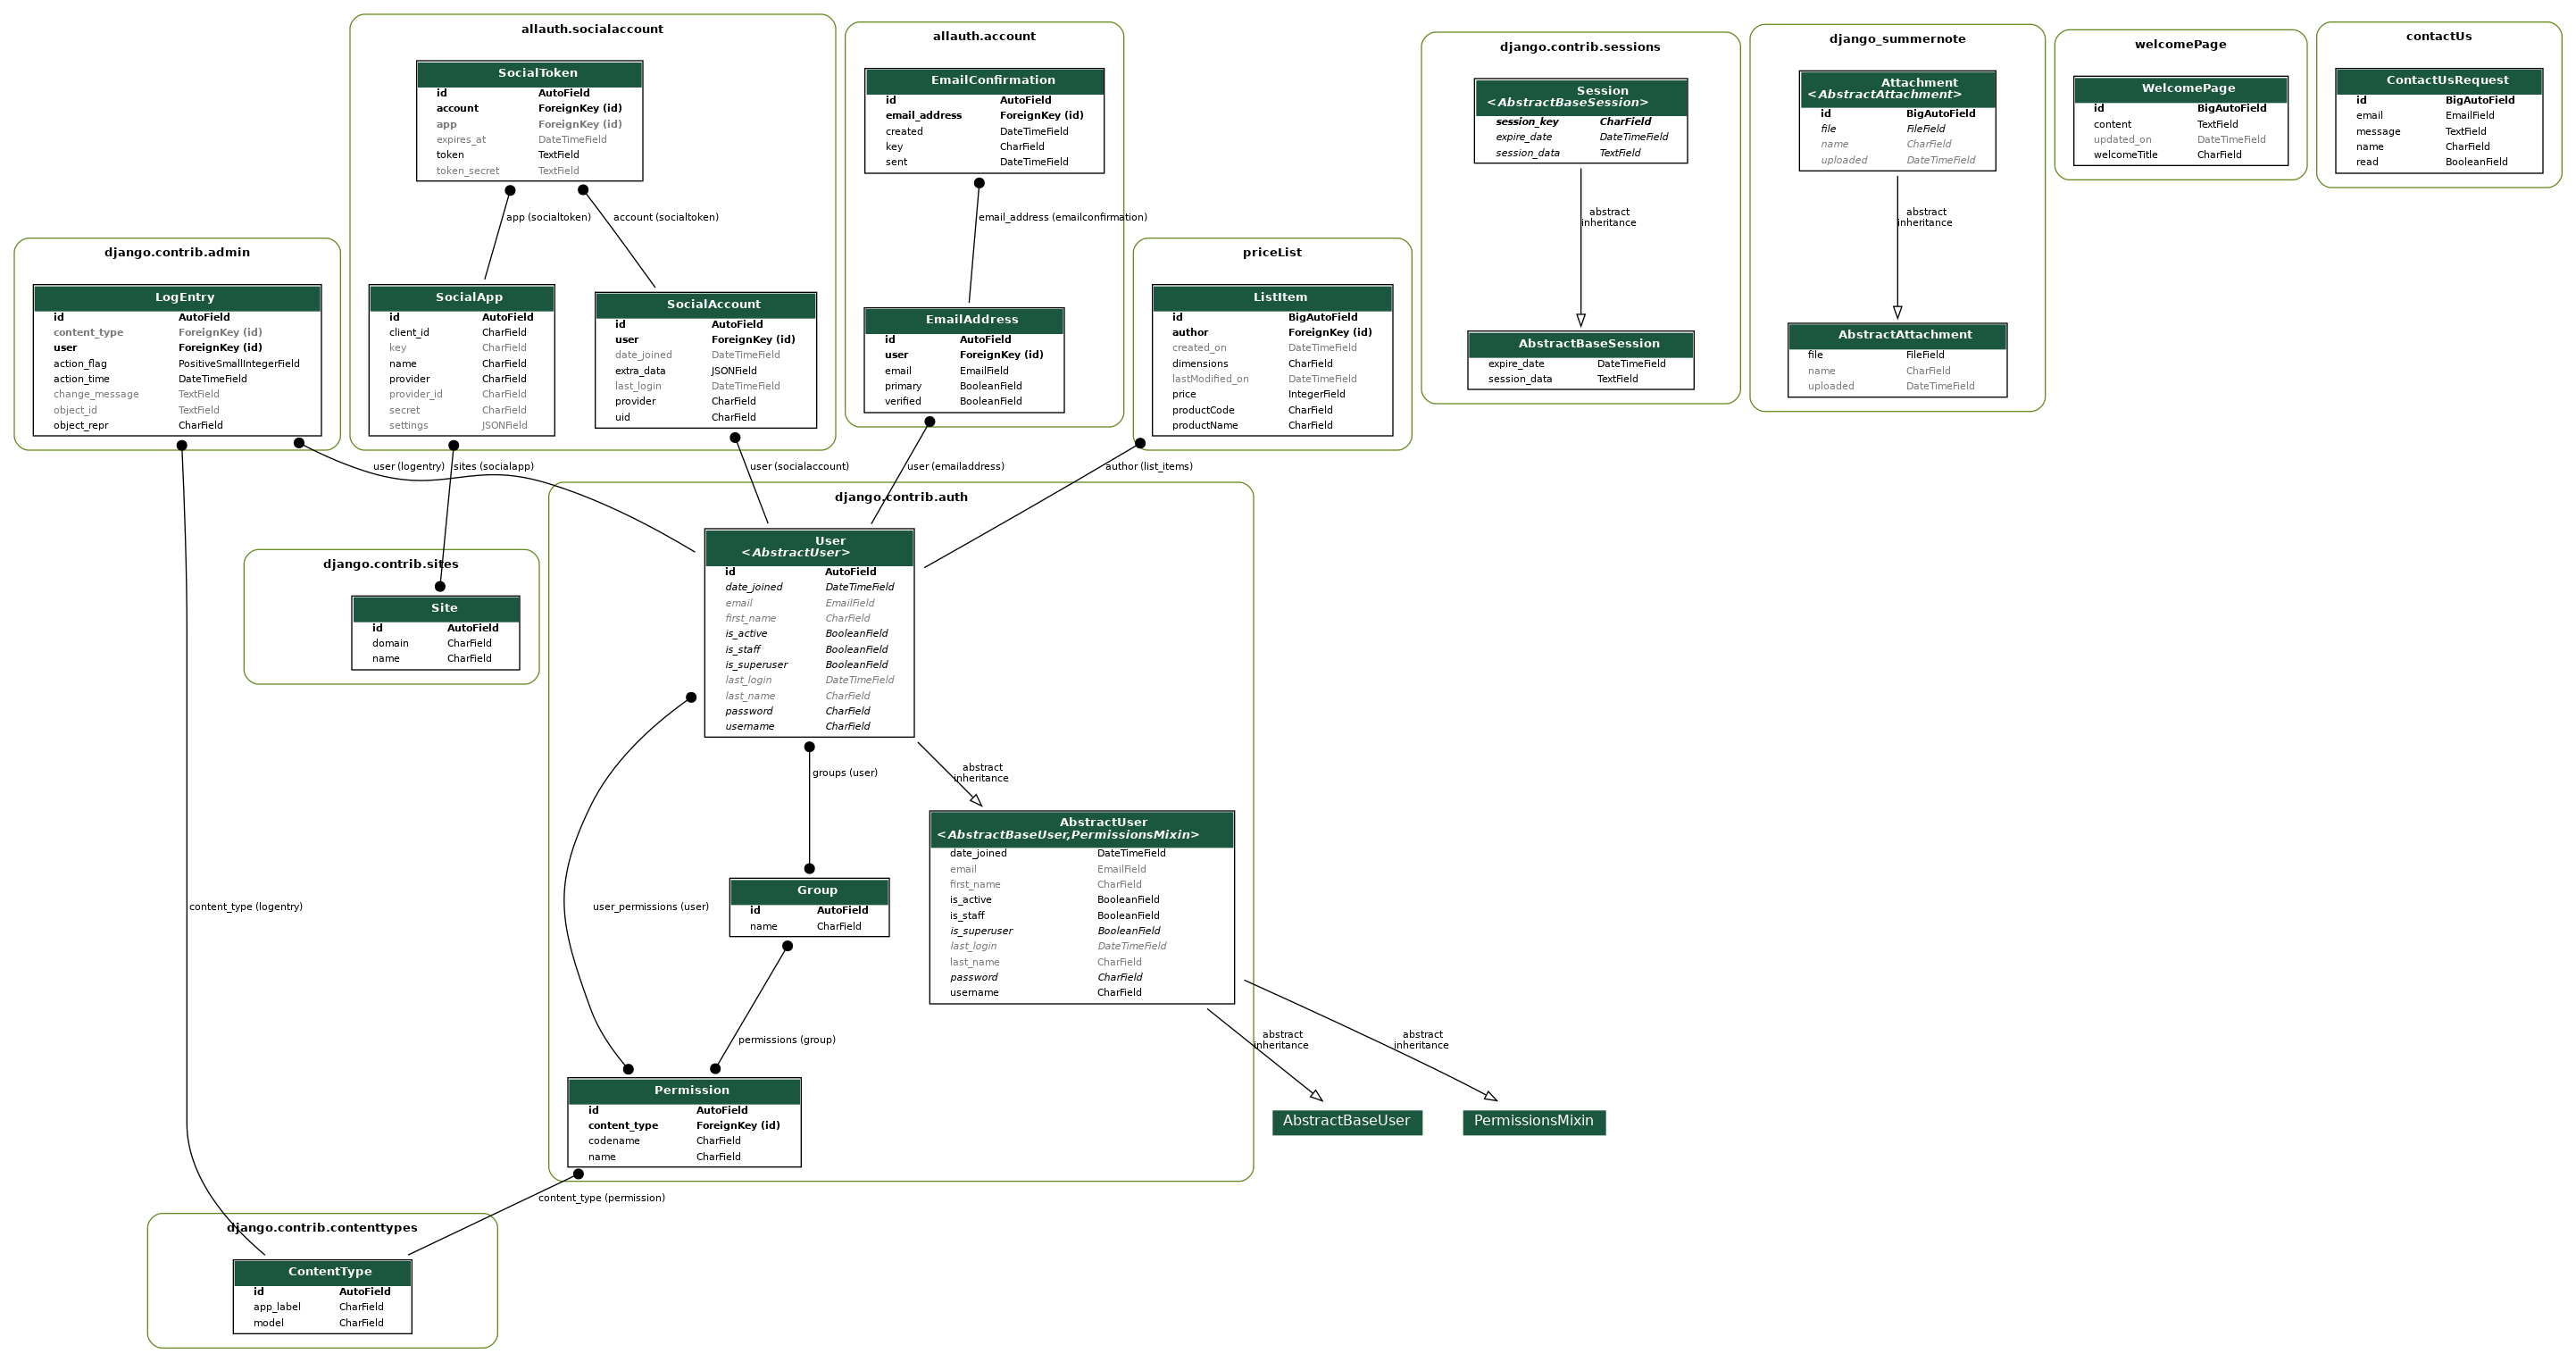 allauth.socialaccount
SocialToken
id AutoField
account ForeignKey (id)
app ForeignKey (id)
expires_at DateTimeField
token TextField
token_secret TextField
app (socialtoken)
account (socialtoken)
SocialApp
id AutoField
client_id CharField
key CharField
name CharField
provider CharField
provider_id CharField
secret CharField
settings JSONField
SocialAccount
id AutoField
user ForeignKey (id)
date_joined DateTimeField
extra_data JSONField
last_login DateTimeField
provider CharField
uid CharField
allauth.account
EmailConfirmation
id AutoField
email_address ForeignKey (id)
created DateTimeField
key CharField
sent DateTimeField
email_address (emailconfirmation)
EmailAddress
id AutoField
user ForeignKey (id)
email EmailField
primary BooleanField
verified BooleanField
django.contrib.sessions
Session
<AbstractBaseSession>
session_key CharField
expire_date DateTimeField
session_data TextField
abstract
inheritance
AbstractBaseSession
expire_date DateTimeField
session_data TextField
django_summernote
Attachment
<AbstractAttachment>
id BigAutoField
file FileField
name CharField
uploaded DateTimeField
abstract
inheritance
AbstractAttachment
file FileField
name CharField
uploaded DateTimeField
welcomePage
WelcomePage
id BigAutoField
content TextField
updated_on DateTimeField
welcomeTitle CharField
contactUs
ContactUsRequest
id BigAutoField
email EmailField
message TextField
name CharField
read BooleanField
django.contrib.admin
LogEntry
id AutoField
content_type ForeignKey (id)
user ForeignKey (id)
action_flag PositiveSmallIntegerField
action_time DateTimeField
change_message TextField
object_id TextField
object_repr CharField
priceList
ListItem
id BigAutoField
author ForeignKey (id)
created_on DateTimeField
dimensions CharField
lastModified_on DateTimeField
price IntegerField
productCode CharField
productName CharField
user (logentry)
sites (socialapp)
user (socialaccount)
user (emailaddress)
author (list_items)
django.contrib.sites
Site
id AutoField
domain CharField
name CharField
django.contrib.auth
User
<AbstractUser>
id AutoField
date_joined DateTimeField
email EmailField
first_name CharField
is_active BooleanField
is_staff BooleanField
is_superuser BooleanField
last_login DateTimeField
last_name CharField
password CharField
username CharField
groups (user)
abstract
inheritance
AbstractUser
<AbstractBaseUser,PermissionsMixin>
date_joined DateTimeField
email EmailField
first_name CharField
is_active BooleanField
is_staff BooleanField
is_superuser BooleanField
last_login DateTimeField
last_name CharField
password CharField
username CharField
Group
id AutoField
name CharField
content_type (logentry)
user_permissions (user)
permissions (group)
abstract
inheritance
abstract
inheritance
Permission
id AutoField
content_type ForeignKey (id)
codename CharField
name CharField
AbstractBaseUser
PermissionsMixin
content_type (permission)
django.contrib.contenttypes
ContentType
id AutoField
app_label CharField
model CharField